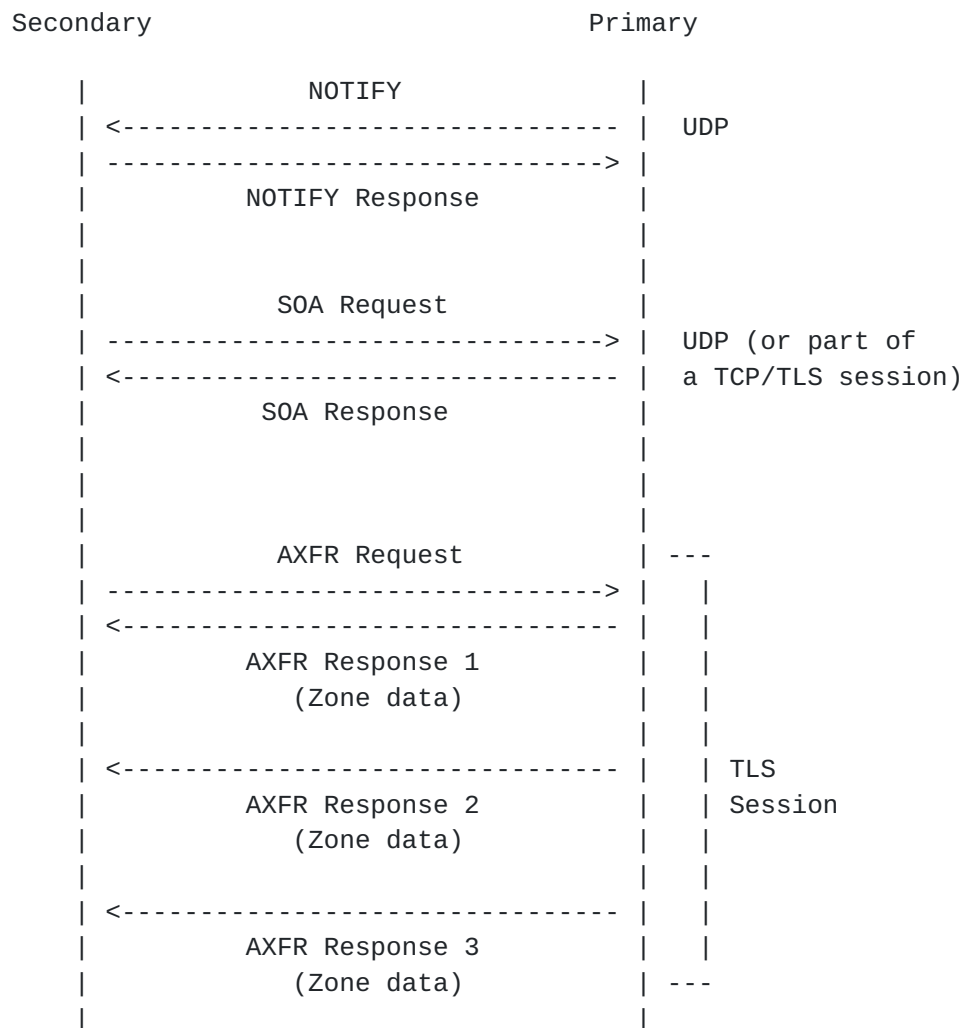 Secondary                            Primary

    |              NOTIFY               |
    | <-------------------------------- |  UDP
    | --------------------------------> |
    |          NOTIFY Response          |
    |                                   |
    |                                   |
    |            SOA Request            |
    | --------------------------------> |  UDP (or part of
    | <-------------------------------- |  a TCP/TLS session)
    |           SOA Response            |
    |                                   |
    |                                   |
    |                                   |
    |            AXFR Request           | ---
    | --------------------------------> |   |
    | <-------------------------------- |   |
    |          AXFR Response 1          |   |
    |             (Zone data)           |   |
    |                                   |   |
    | <-------------------------------- |   | TLS
    |          AXFR Response 2          |   | Session
    |             (Zone data)           |   |
    |                                   |   |
    | <-------------------------------- |   |
    |          AXFR Response 3          |   |
    |             (Zone data)           | ---
    |                                   |